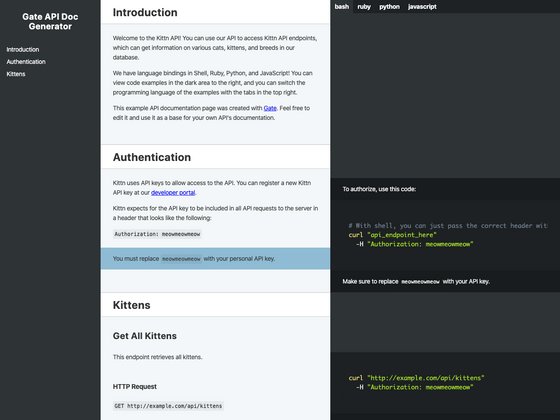 Gate API Doc
Generator
Introduction
Authentication
Kittens
Introduction
Welcome to the Kittn API! You can use our API to access Kittn API endpoints,
which can get information on various cats, kittens, and breeds in our
database.
We have language bindings in Shell, Ruby, Python, and JavaScript! You can
view code examples in the dark area to the right, and you can switch the
programming language of the examples with the tabs in the top right.
This example API documentation page was created with Gate. Feel free to
edit it and use it as a base for your own API's documentation.
Authentication
Kittn uses API keys to allow access to the API. You can register a new Kittn
API key at our developer portal.
Kittn expects for the API key to be included in all API requests to the server in
a header that looks like the following:
Authorization: meowmeowmeow
You must replace meowmeowmeow with your personal API key.
Kittens
Get All Kittens
This endpoint retrieves all kittens.
HTTP Request
GET http://example.com/api/kittens
bash ruby python javascript
To authorize, use this code:
# With shell, you can just pass the correct header wit
curl "api_endpoint_here"
-H "Authorization: meowmeowmeow"
Make sure to replace meowmeowmeow with your API key.
curl "http://example.com/api/kittens"
-H "Authorization: meowmeowmeow"